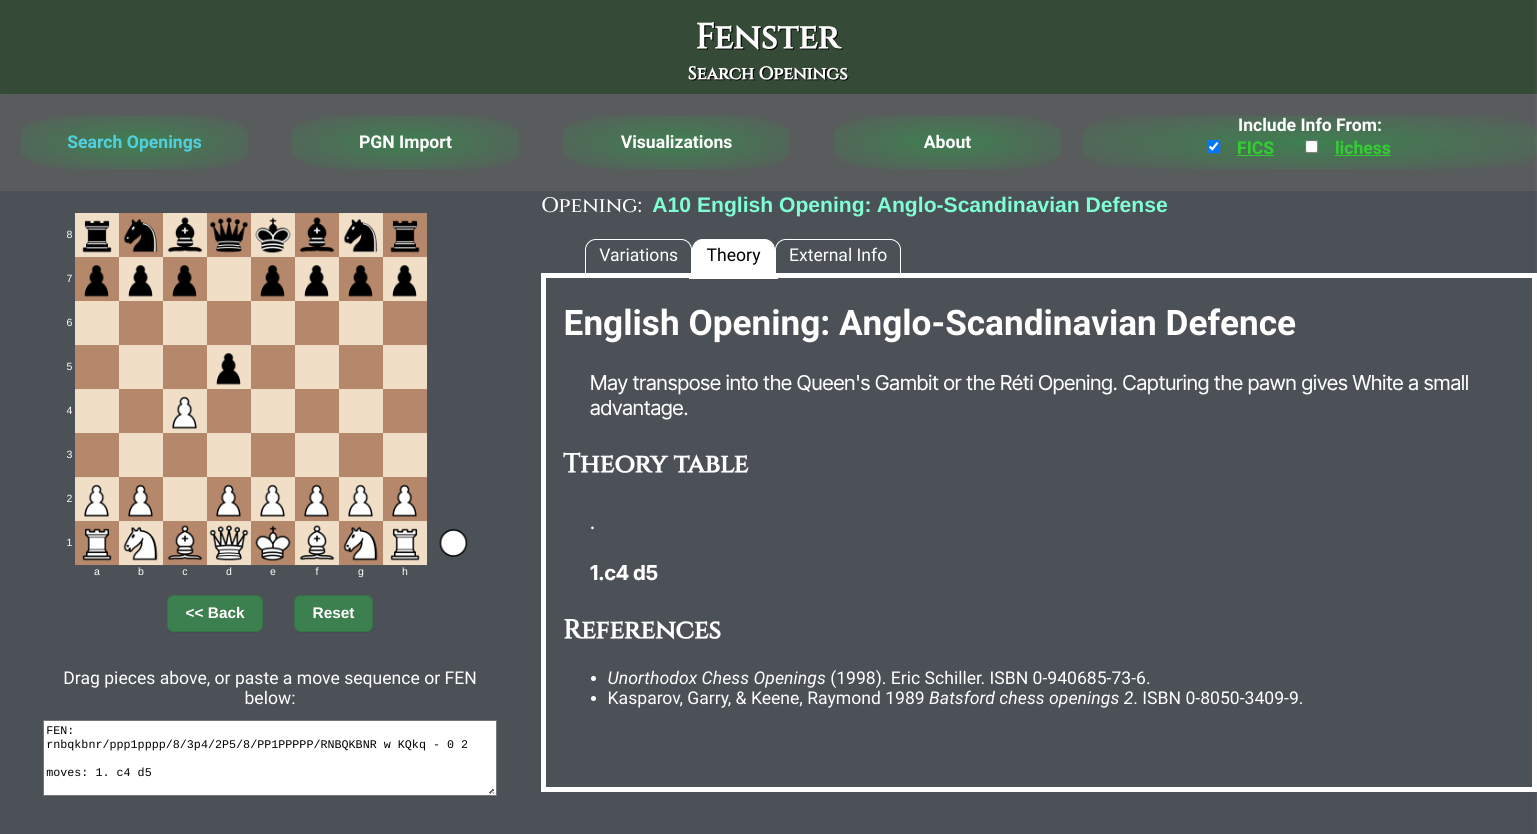 Fenster
Search Openings
Search Openings
PGN Import
Visualizations
About
Include Info From:
FICS
lichess
Opening: A10 English Opening: Anglo-Scandinavian Defense
Variations
Theory
External Info
8
7
6
5
4
3
2
1
a b c d e f g h
<< Back
Reset
Drag pieces above, or paste a move sequence or FEN
below:
FEN:
rnbqkbnr/ppp1pppp/8/3p4/2P5/8/PP1PPPPP/RNBQKBNR w KQkq - 0 2
moves: 1. c4 d5
English Opening: Anglo-Scandinavian Defence
May transpose into the Queen's Gambit or the Réti Opening. Capturing the pawn gives White a small
advantage.
Theory table
.
1.c4 d5
References
• Unorthodox Chess Openings (1998). Eric Schiller. ISBN 0-940685-73-6.
• Kasparov, Garry, & Keene, Raymond 1989 Batsford chess openings 2. ISBN 0-8050-3409-9.